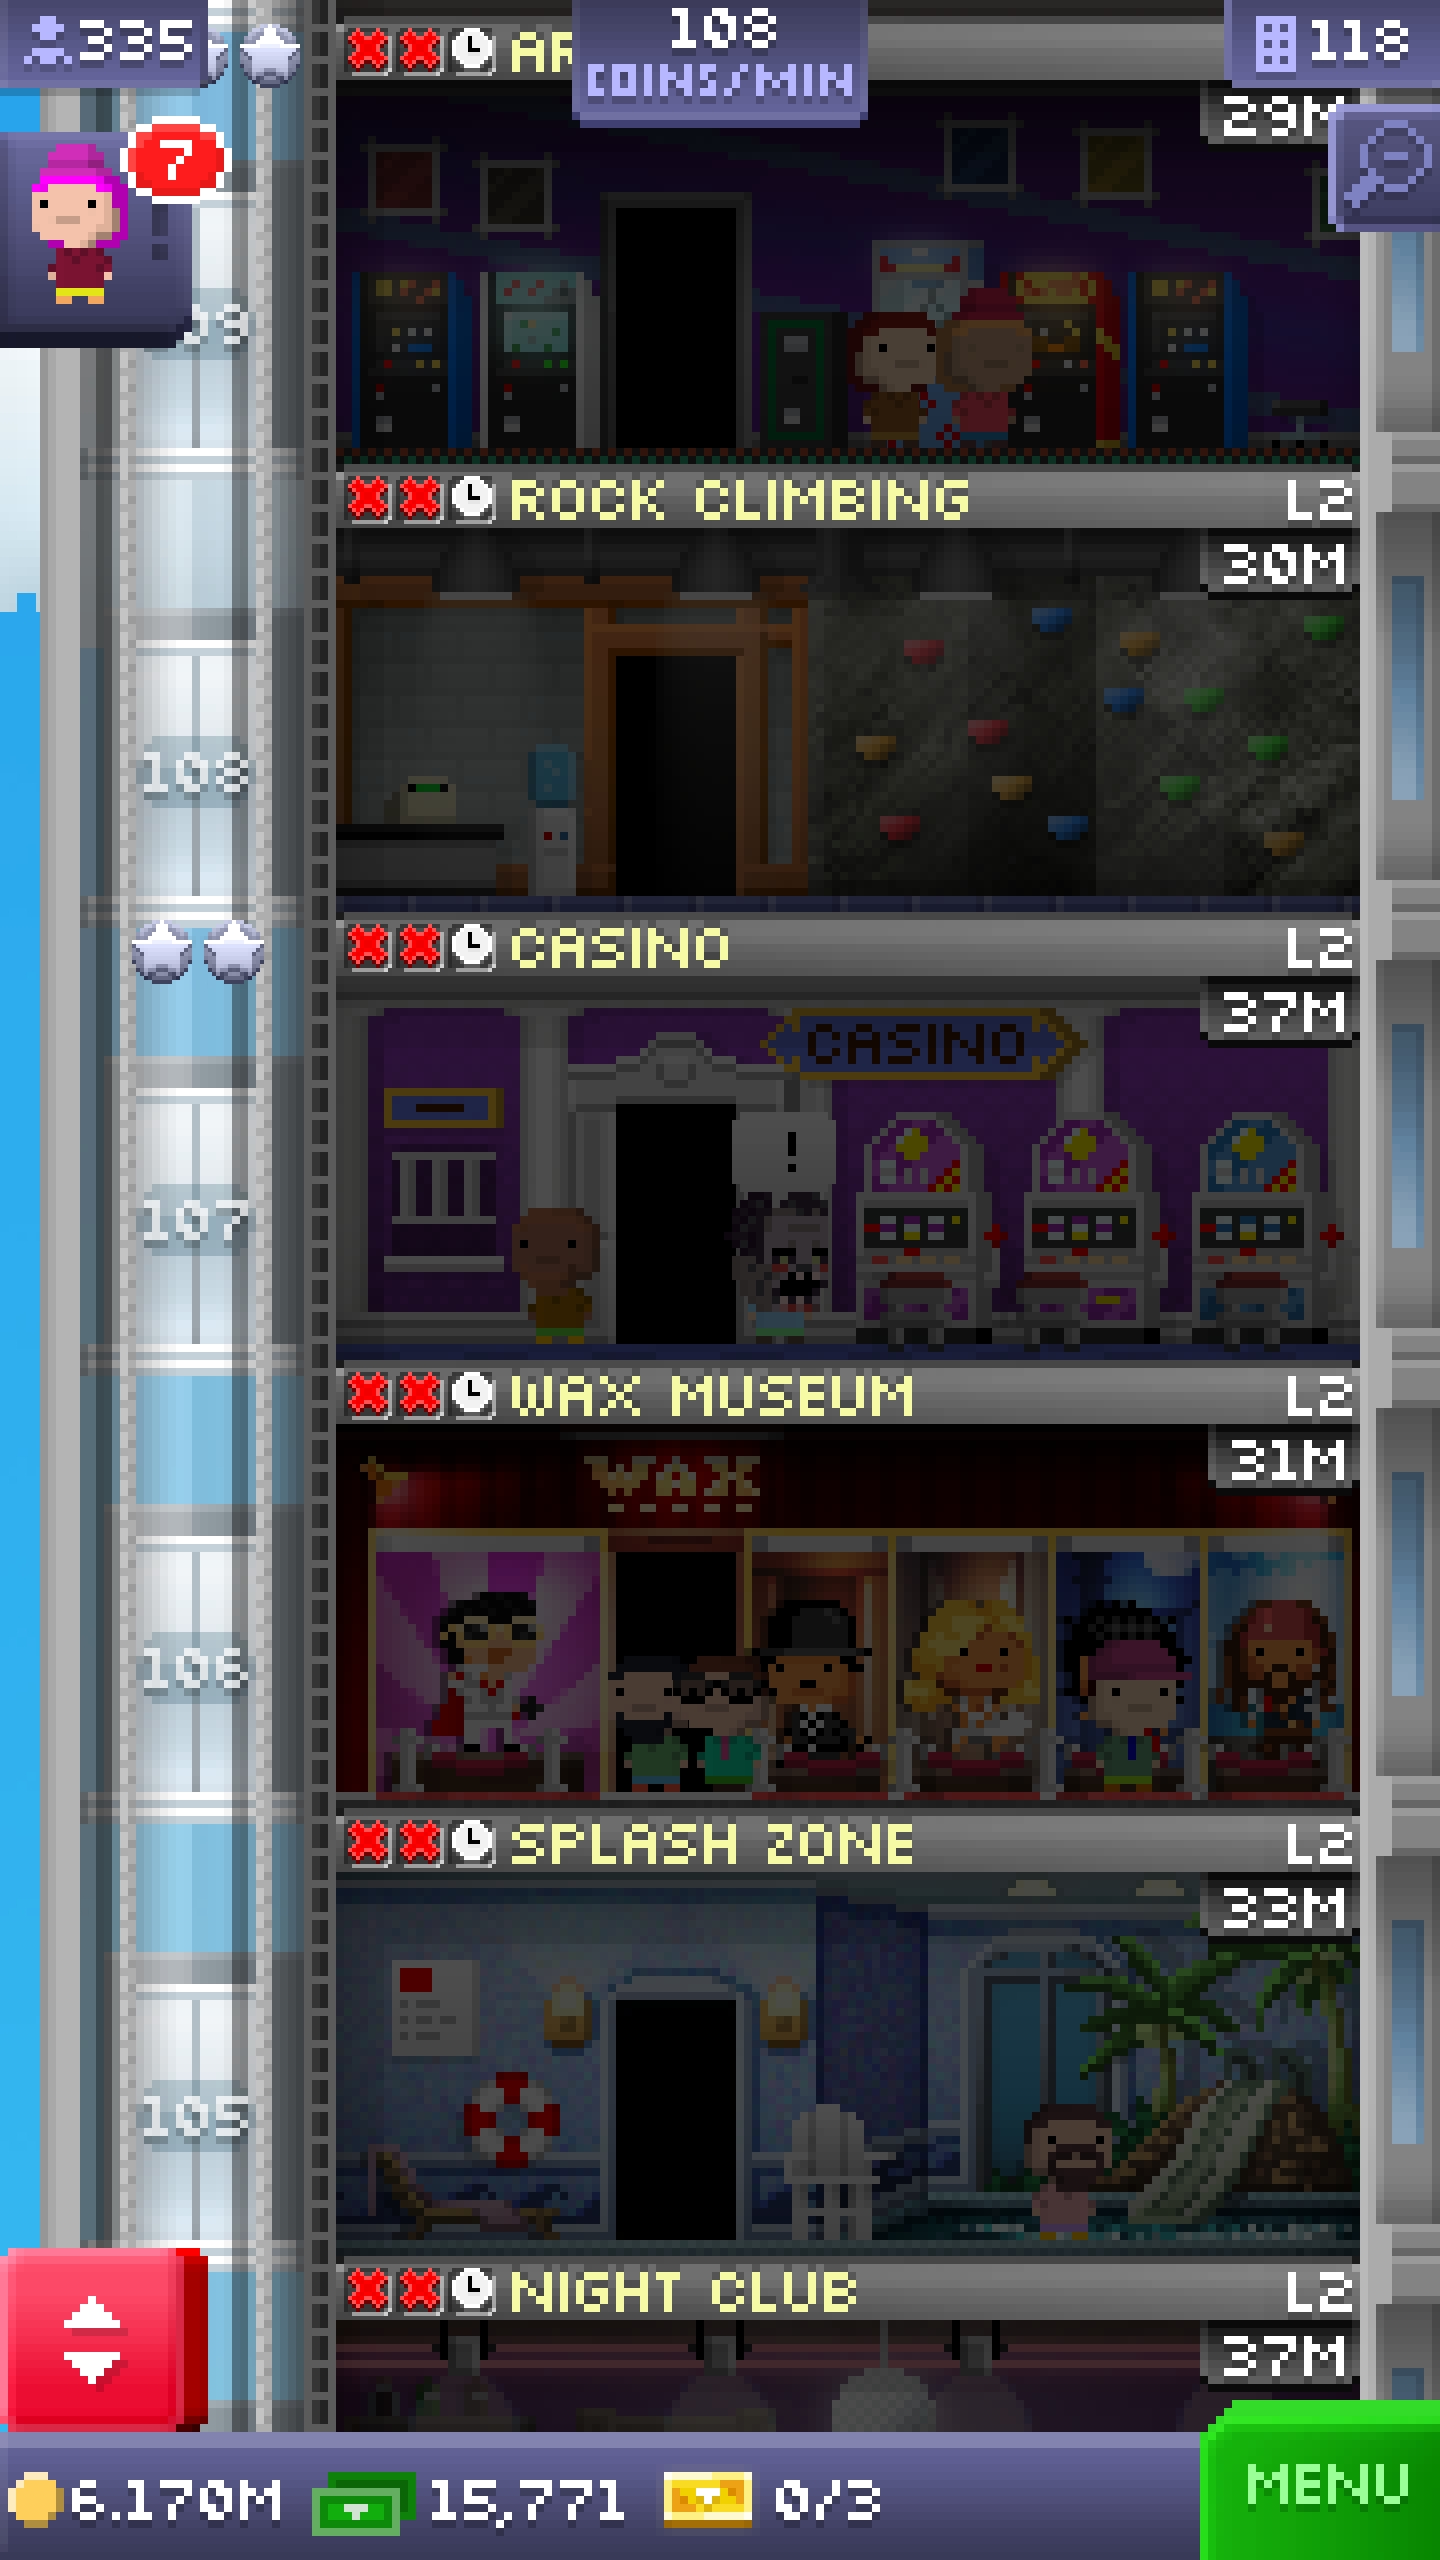 335
108
COINS/MIN
118
7
AR
29M
109
ROCK CLIMBING L2
30M
108
CASINO L2
37M
CASINO
!
107
WAX MUSEUM L2
31M
WAX
106
SPLASH ZONE L2
33M
105
NIGHT CLUB L2
37M
6.170M 15,771 0/3
MENU